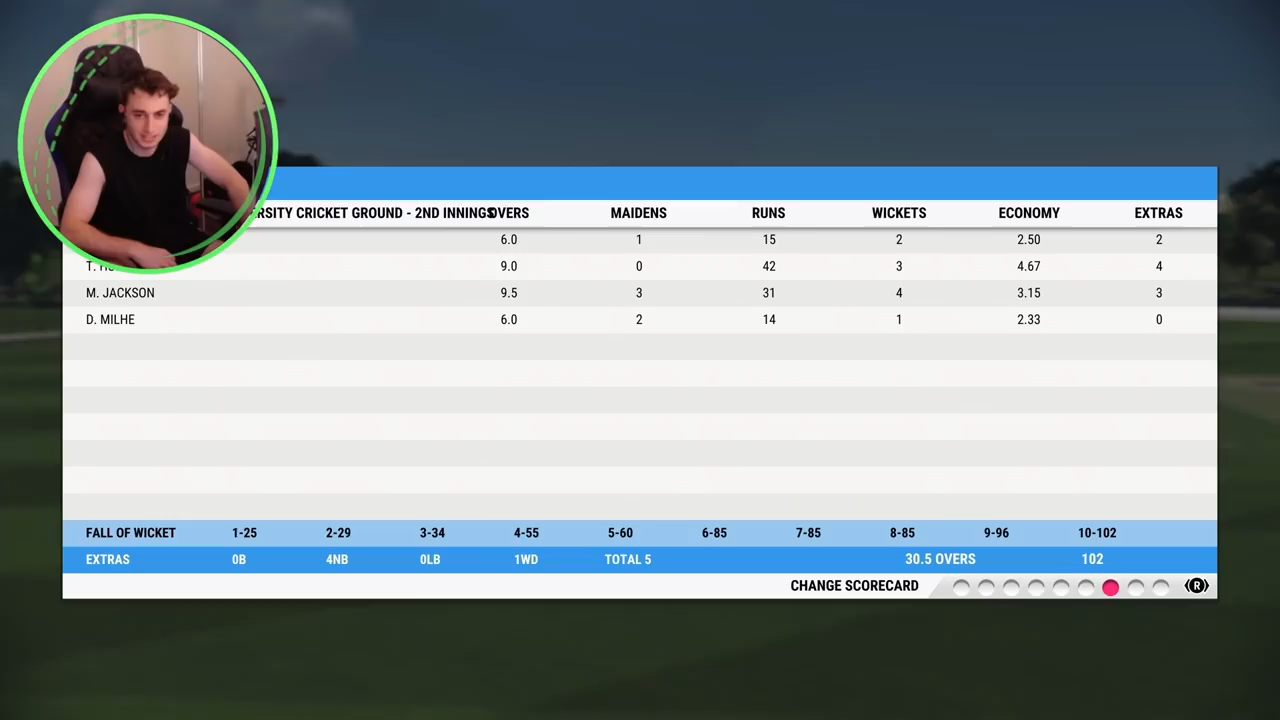 RSITY CRICKET GROUND - 2ND INNINGS OVERS MAIDENS RUNS WICKETS ECONOMY EXTRAS
6.0 1 15 2 2.50 2
T. 9.0 0 42 3 4.67 4
M. JACKSON 9.5 3 31 4 3.15 3
D. MILHE 6.0 2 14 1 2.33 0
FALL OF WICKET 1-25 2-29 3-34 4-55 5-60 6-85 7-85 8-85 9-96 10-102
EXTRAS 0B 4NB 0LB 1WD TOTAL 5 30.5 OVERS 102
CHANGE SCORECARD R